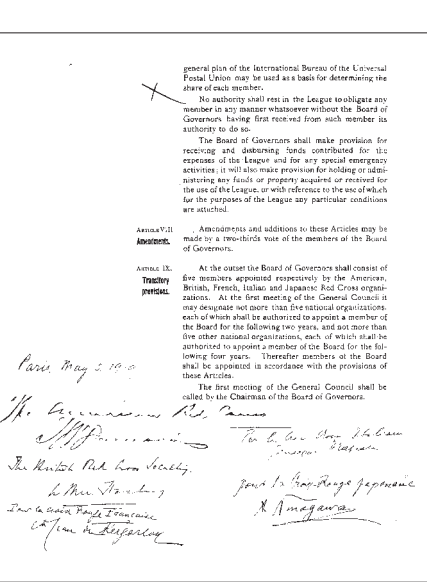 general plan of the International Bureau of the Universal
Postal Union may be used as a basis for determining the
share of each member.
No authority shall rest in the League to obligate any
member in any manner whatsoever without the Board of
Governors having first received from such member its
authority to do so.
The Board of Governors shall make provision for
receiving and disbursing funds contributed for the
expenses of the League and for any special emergency
activities; it will also make provision for holding or admi-
nistering any funds or property acquired or received for
the use of the League, or with reference to the use of which
for the purposes of the League any particular conditions
are attached.
ARTICLE VIII
Amendments.
Amendments and additions to these Articles may be
made by a two-thirds vote of the members of the Board
of Governors.
ARTICLE IX.
Transitory
provisions.
At the outset the Board of Governors shall consist of
five members appointed respectively by the American,
British, French, Italian and Japanese Red Cross organi-
zations. At the first meeting of the General Council it
may designate not more than five national organizations,
each of which shall be authorized to appoint a member of
the Board for the following two years, and not more than
five other national organizations, each of which shall be
authorized to appoint a member of the Board for the fol-
lowing four years. Thereafter members of the Board
shall be appointed in accordance with the provisions of
these Articles.
The first meeting of the General Council shall be
called by the Chairman of the Board of Governors.
Paris, May 5, 1919
The American Red Cross
The British Red Cross Society.
Pour la Croix Rouge Française
Ct Jean de Kergorlay
Pour la Croix-Rouge Japonaise